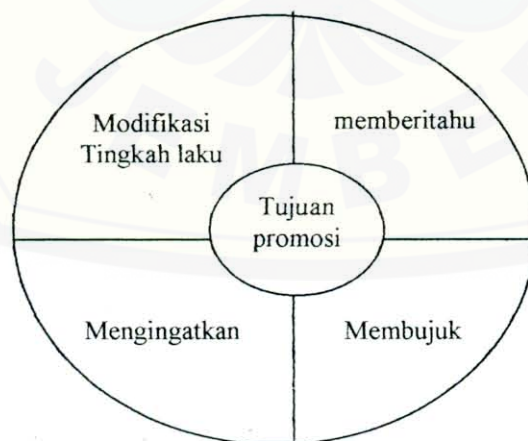 Modifikasi
Tingkah laku
memberitahu
Tujuan
promosi
Mengingatkan
Membujuk